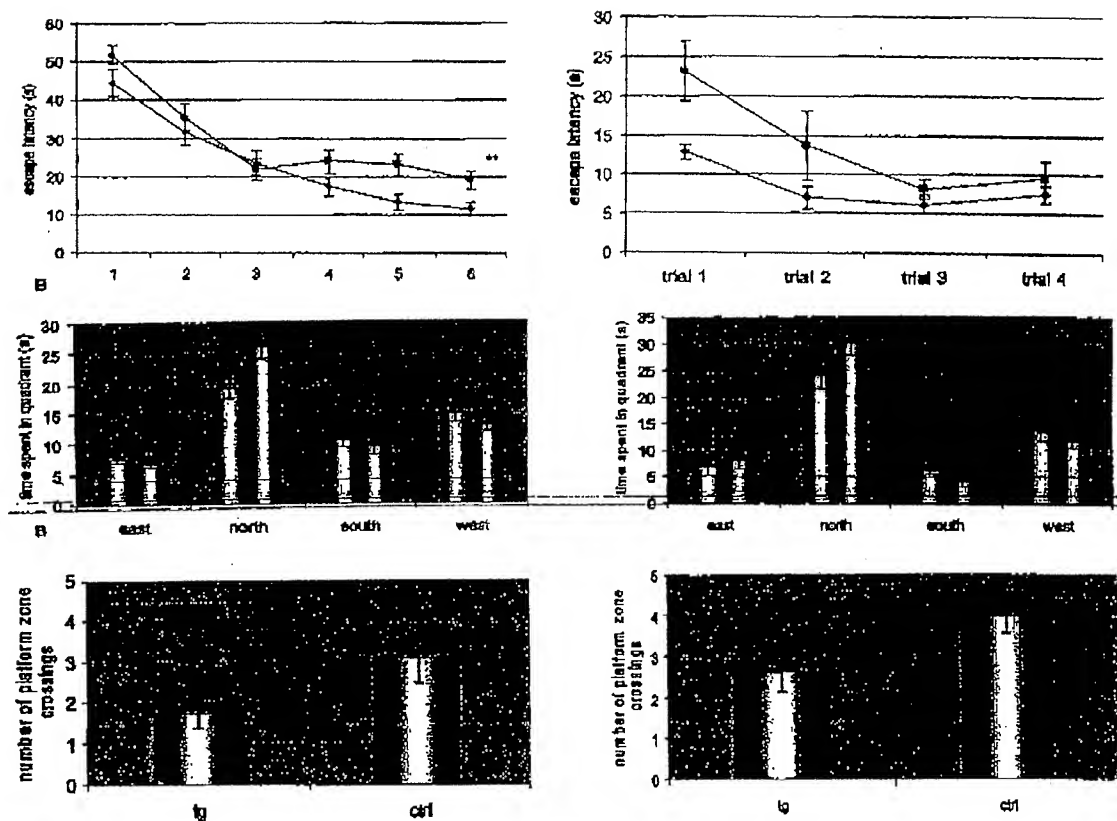 escape latency (s)
60
50
40
30
20
10
0
**
1 2 3 4 5 6
escape latency (s)
30
25
20
15
10
5
0
trial 1 trial 2 trial 3 trial 4
B
time spent in quadrant (s)
30
25
20
15
10
5
0
east north south west
time spent in quadrant (s)
35
30
25
20
15
10
5
0
east north south west
number of platform zone
crossings
5
4
3
2
1
0
tg ctrl
number of platform zone
crossings
5
4
3
2
1
0
tg ctrl